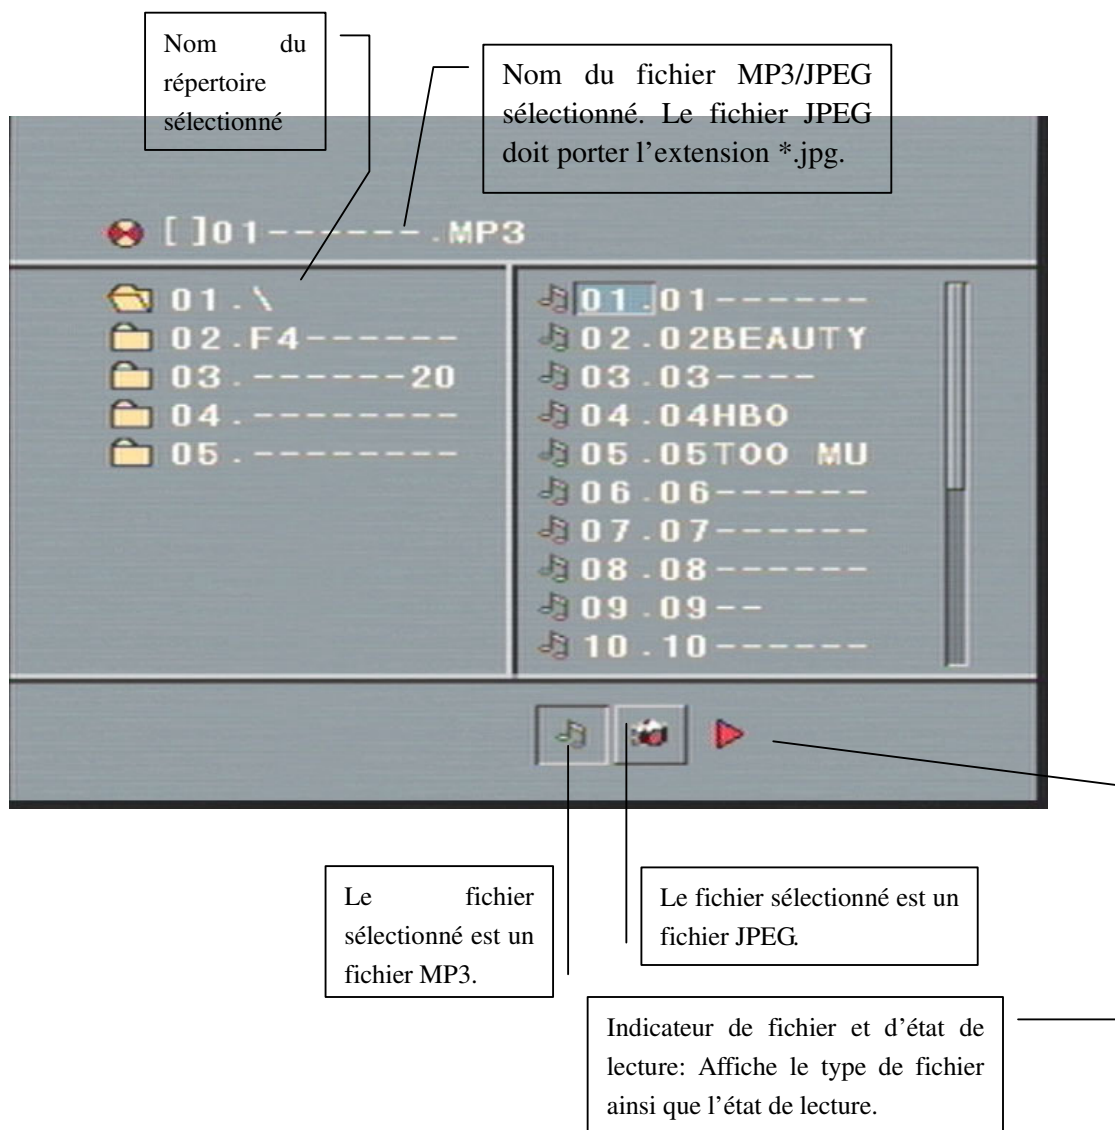 Nom du
répertoire
sélectionné
Nom du fichier MP3/JPEG
sélectionné. Le fichier JPEG
doit porter l’extension *.jpg.
[ ]01------.MP3
01.\
02.F4------
03.------20
04.--------
05.--------
01.01------
02.02BEAUTY
03.03----
04.04HBO
05.05TOO MU
06.06------
07.07------
08.08------
09.09--
10.10------
Le fichier
sélectionné est un
fichier MP3.
Le fichier sélectionné est un
fichier JPEG.
Indicateur de fichier et d’état de
lecture: Affiche le type de fichier
ainsi que l’état de lecture.